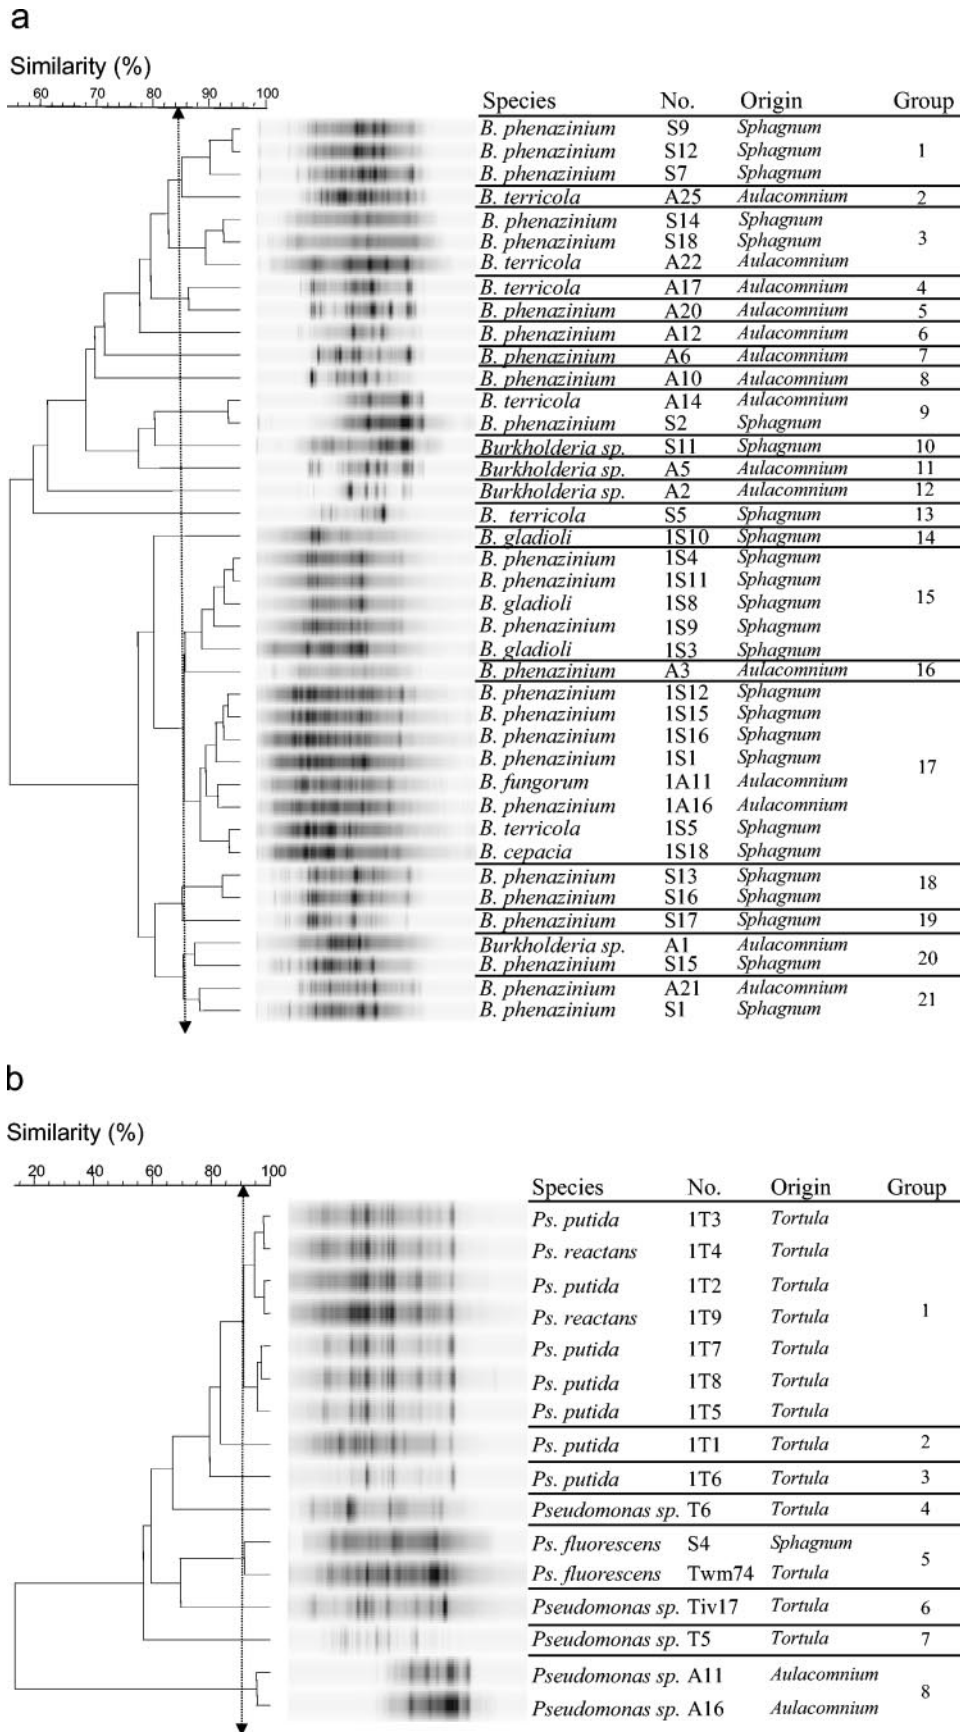 a
Similarity (%)
60 70 80 90 100
Species No. Origin Group
B. phenazinium S9 Sphagnum
B. phenazinium S12 Sphagnum 1
B. phenazinium S7 Sphagnum
B. terricola A25 Aulacomnium 2
B. phenazinium S14 Sphagnum
B. phenazinium S18 Sphagnum 3
B. terricola A22 Aulacomnium
B. terricola A17 Aulacomnium 4
B. phenazinium A20 Aulacomnium 5
B. phenazinium A12 Aulacomnium 6
B. phenazinium A6 Aulacomnium 7
B. phenazinium A10 Aulacomnium 8
B. terricola A14 Aulacomnium
B. phenazinium S2 Sphagnum 9
Burkholderia sp. S11 Sphagnum 10
Burkholderia sp. A5 Aulacomnium 11
Burkholderia sp. A2 Aulacomnium 12
B. terricola S5 Sphagnum 13
B. gladioli 1S10 Sphagnum 14
B. phenazinium 1S4 Sphagnum
B. phenazinium 1S11 Sphagnum
B. gladioli 1S8 Sphagnum 15
B. phenazinium 1S9 Sphagnum
B. gladioli 1S3 Sphagnum
B. phenazinium A3 Aulacomnium 16
B. phenazinium 1S12 Sphagnum
B. phenazinium 1S15 Sphagnum
B. phenazinium 1S16 Sphagnum
B. phenazinium 1S1 Sphagnum 17
B. fungorum 1A11 Aulacomnium
B. phenazinium 1A16 Aulacomnium
B. terricola 1S5 Sphagnum
B. cepacia 1S18 Sphagnum
B. phenazinium S13 Sphagnum 18
B. phenazinium S16 Sphagnum
B. phenazinium S17 Sphagnum 19
Burkholderia sp. A1 Aulacomnium
B. phenazinium S15 Sphagnum 20
B. phenazinium A21 Aulacomnium 21
B. phenazinium S1 Sphagnum
b
Similarity (%)
20 40 60 80 100
Species No. Origin Group
Ps. putida 1T3 Tortula
Ps. reactans 1T4 Tortula
Ps. putida 1T2 Tortula
Ps. reactans 1T9 Tortula 1
Ps. putida 1T7 Tortula
Ps. putida 1T8 Tortula
Ps. putida 1T5 Tortula
Ps. putida 1T1 Tortula 2
Ps. putida 1T6 Tortula 3
Pseudomonas sp. T6 Tortula 4
Ps. fluorescens S4 Sphagnum 5
Ps. fluorescens Twm74 Tortula
Pseudomonas sp. Tiv17 Tortula 6
Pseudomonas sp. T5 Tortula 7
Pseudomonas sp. A11 Aulacomnium 8
Pseudomonas sp. A16 Aulacomnium